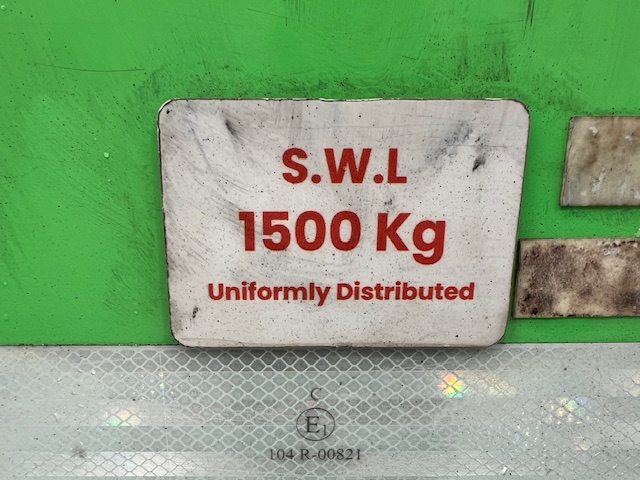 S.W.L
1500 Kg
Uniformly Distributed
C
E1
104 R-00821